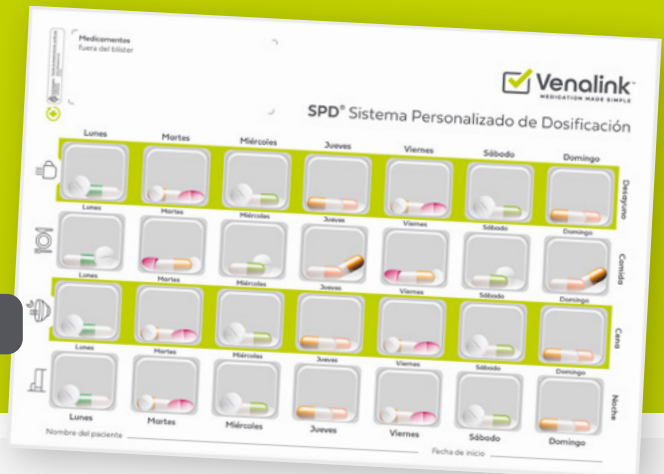 Medicamentos
fuera del blíster
Venalink
MEDICATION MADE SIMPLE
SPD® Sistema Personalizado de Dosificación
Lunes Martes Miércoles Jueves Viernes Sábado Domingo
Desayuno
Lunes Martes Miércoles Jueves Viernes Sábado Domingo
Comida
Lunes Martes Miércoles Jueves Viernes Sábado Domingo
Cena
Lunes Martes Miércoles Jueves Viernes Sábado Domingo
Noche
Lunes Martes Miércoles Jueves Viernes Sábado Domingo
Nombre del paciente
Fecha de inicio